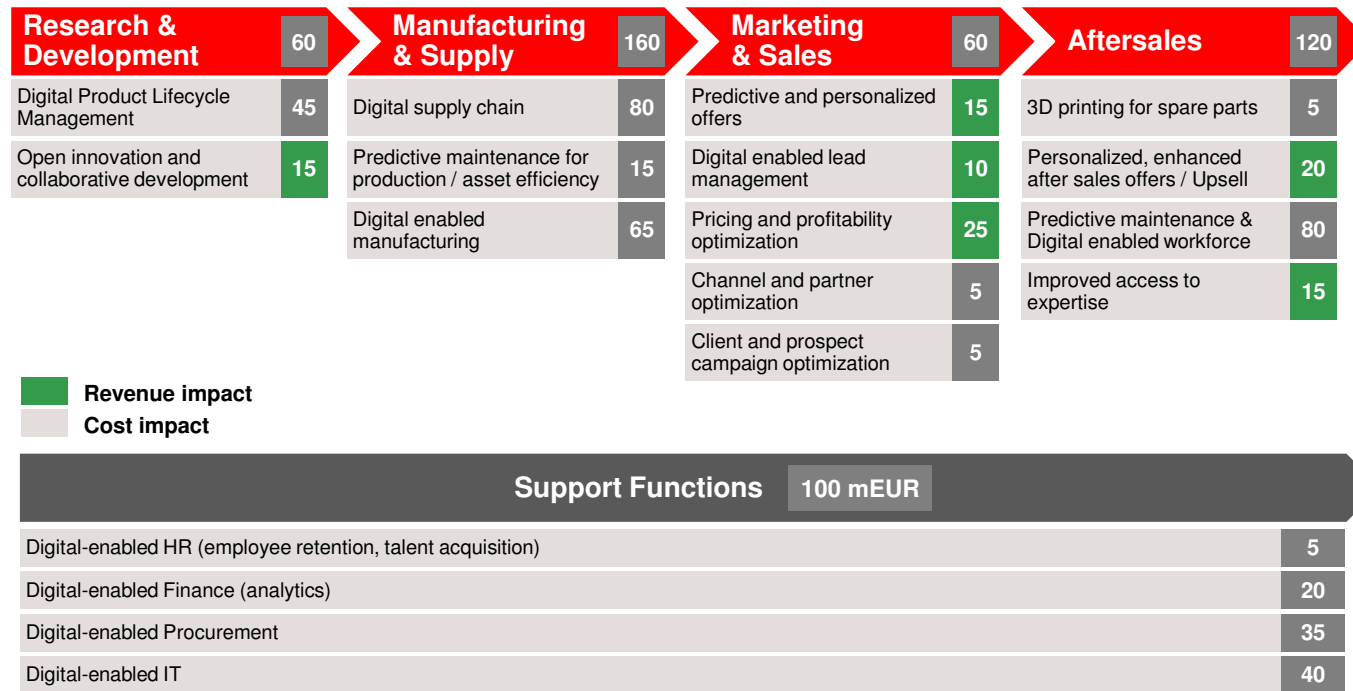 Research &
Development
60
Manufacturing
& Supply
160
Marketing
& Sales
60
Aftersales
120
Digital Product Lifecycle
Management
45
Open innovation and
collaborative development
15
Digital supply chain
80
Predictive maintenance for
production / asset efficiency
15
Digital enabled
manufacturing
65
Predictive and personalized
offers
15
Digital enabled lead
management
10
Pricing and profitability
optimization
25
Channel and partner
optimization
5
Client and prospect
campaign optimization
5
3D printing for spare parts
5
Personalized, enhanced
after sales offers / Upsell
20
Predictive maintenance &
Digital enabled workforce
80
Improved access to
expertise
15
Revenue impact
Cost impact
Support Functions 100 mEUR
Digital-enabled HR (employee retention, talent acquisition) 5
Digital-enabled Finance (analytics) 20
Digital-enabled Procurement 35
Digital-enabled IT 40